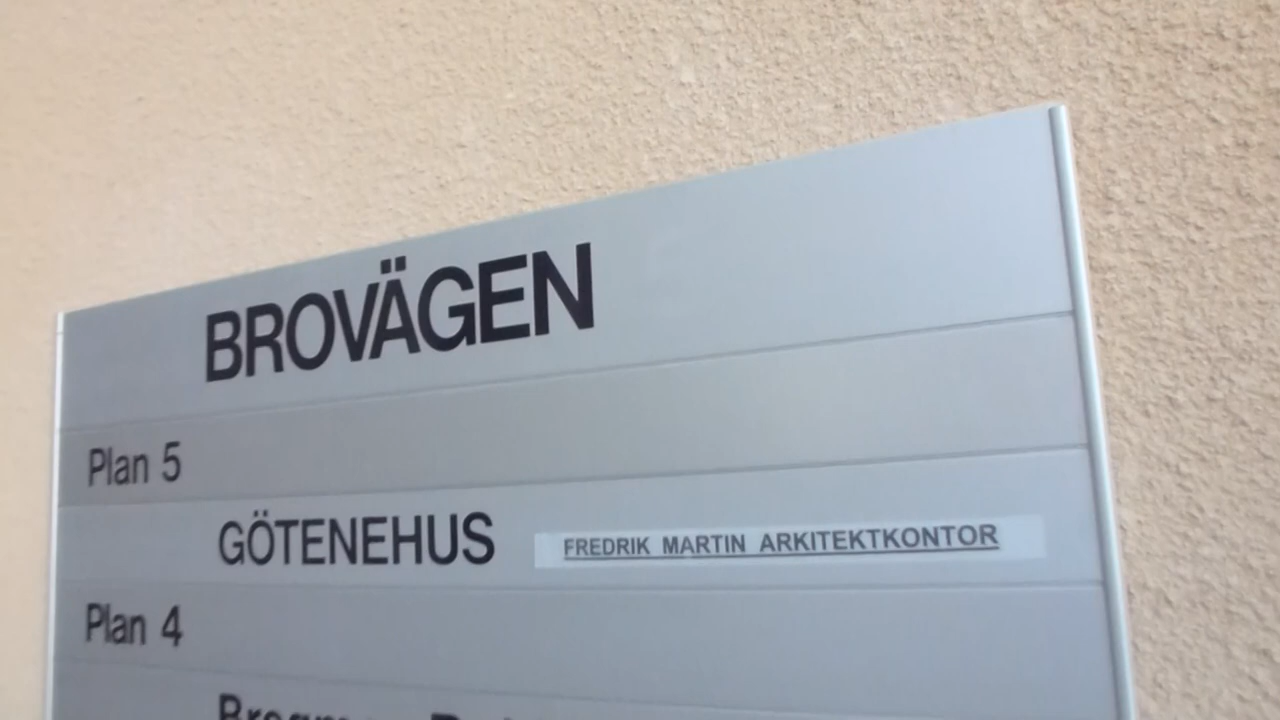 BROVÄGEN
Plan 5
GÖTENEHUS FREDRIK MARTIN ARKITEKTKONTOR
Plan 4